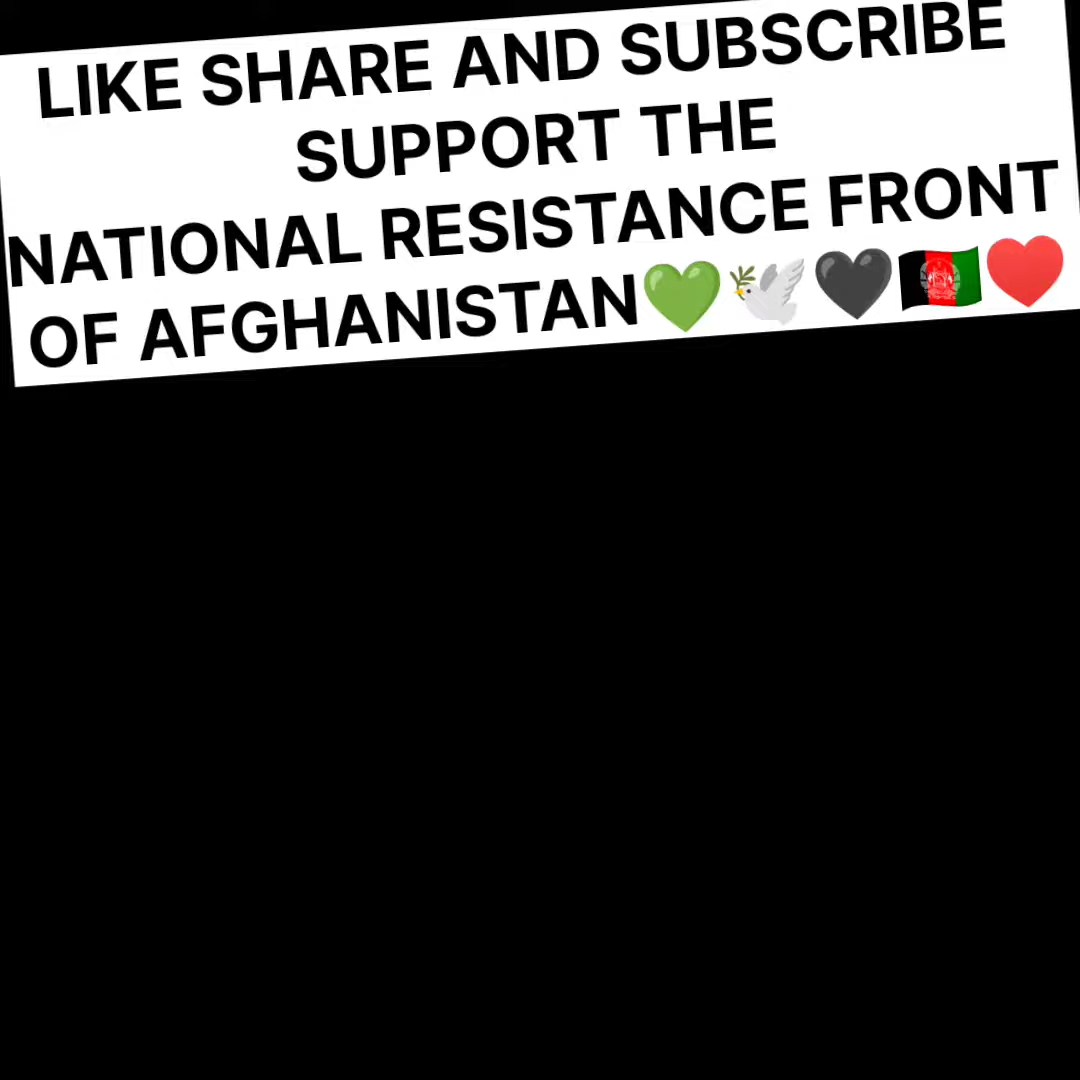 LIKE SHARE AND SUBSCRIBE
SUPPORT THE
NATIONAL RESISTANCE FRONT
OF AFGHANISTAN💚🕊️🖤🇦🇫❤️